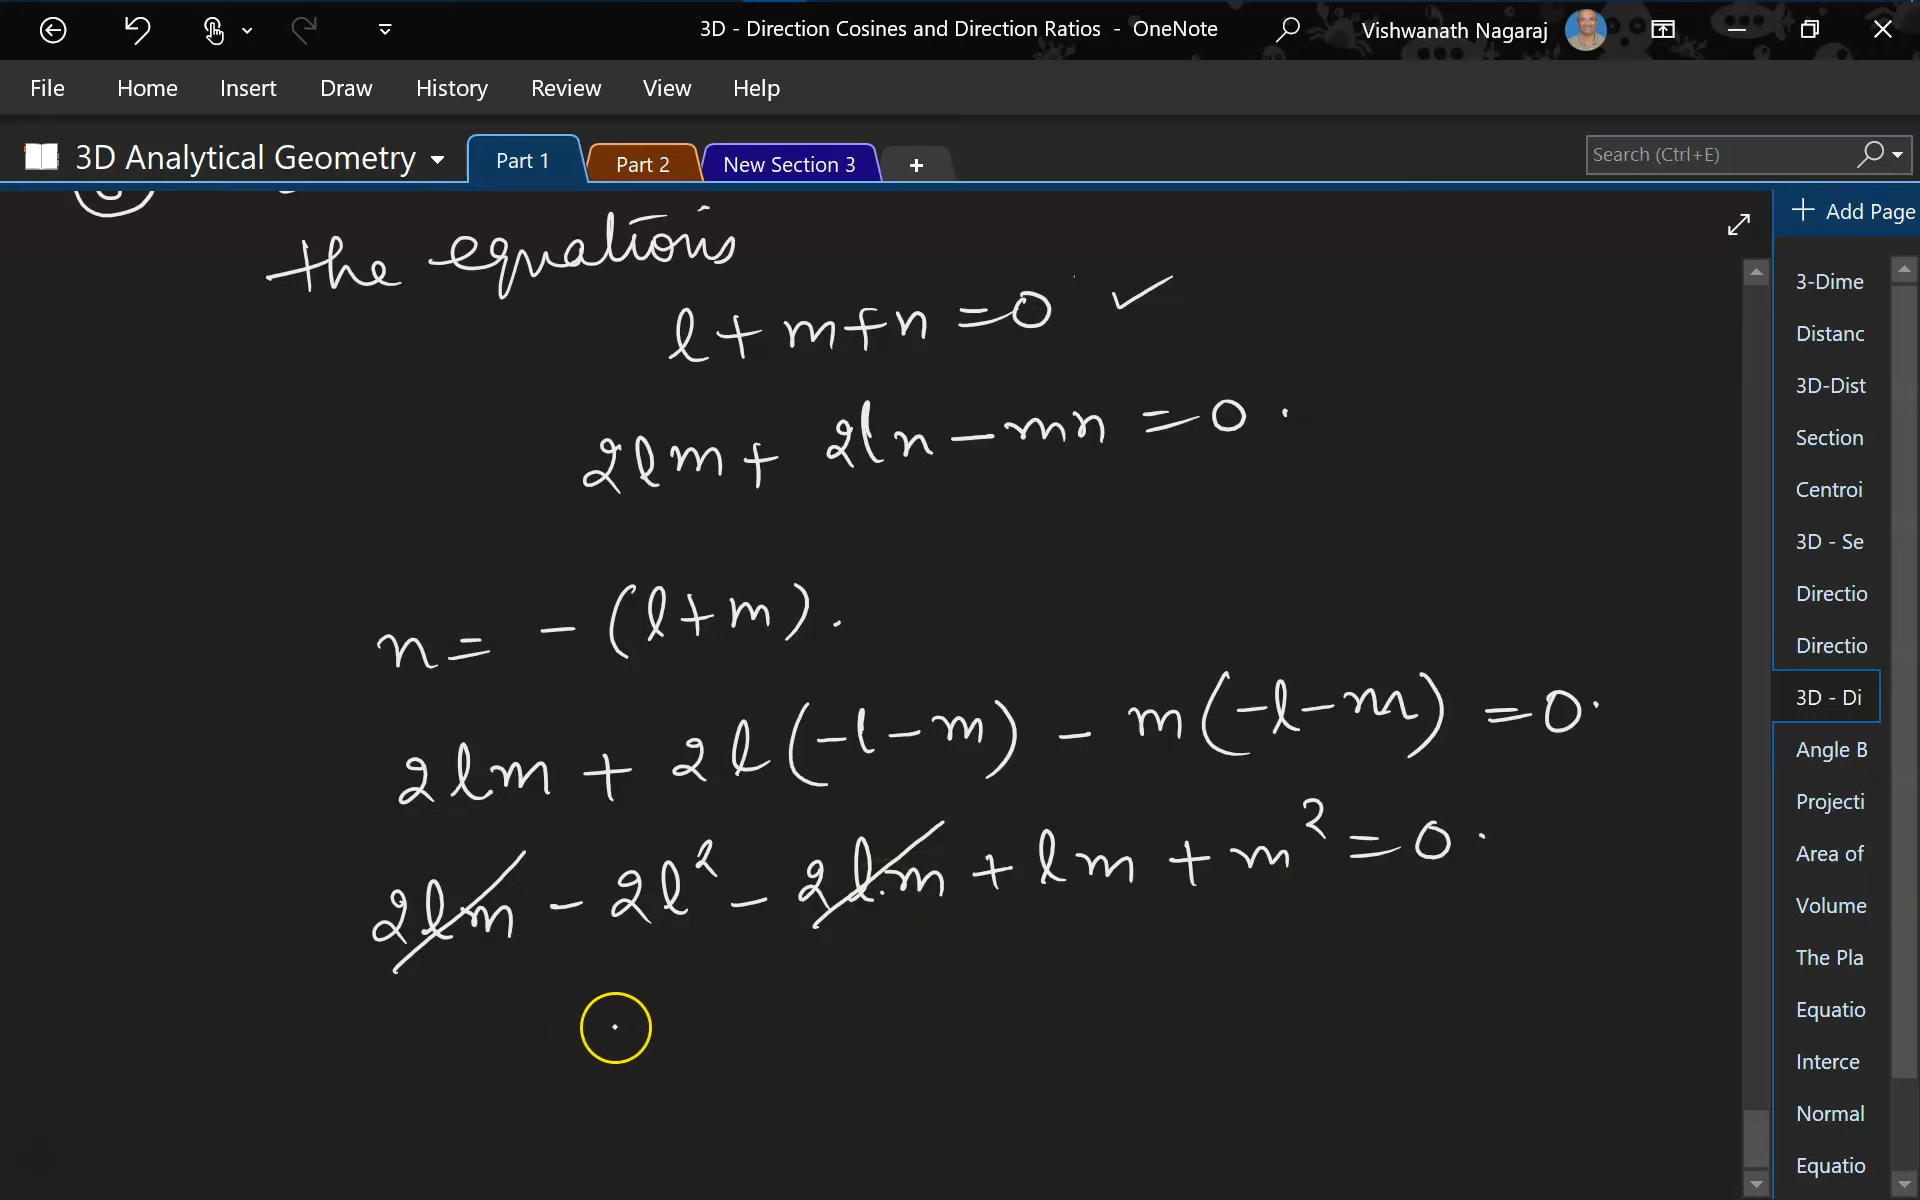 3D - Direction Cosines and Direction Ratios - OneNote
Vishwanath Nagaraj
File Home Insert Draw History Review View Help
3D Analytical Geometry
Part 1 Part 2 New Section 3 +
Search (Ctrl+E)
the equations
l + m + n = 0 ✓
2lm + 2ln - mn = 0.
n = - (l + m).
2lm + 2l(-l - m) - m(-l - m) = 0.
2lm - 2l² - 2lm + lm + m² = 0.
+ Add Page
3-Dime
Distanc
3D-Dist
Section
Centroi
3D - Se
Directio
Directio
3D - Di
Angle B
Projecti
Area of
Volume
The Pla
Equatio
Interce
Normal
Equatio